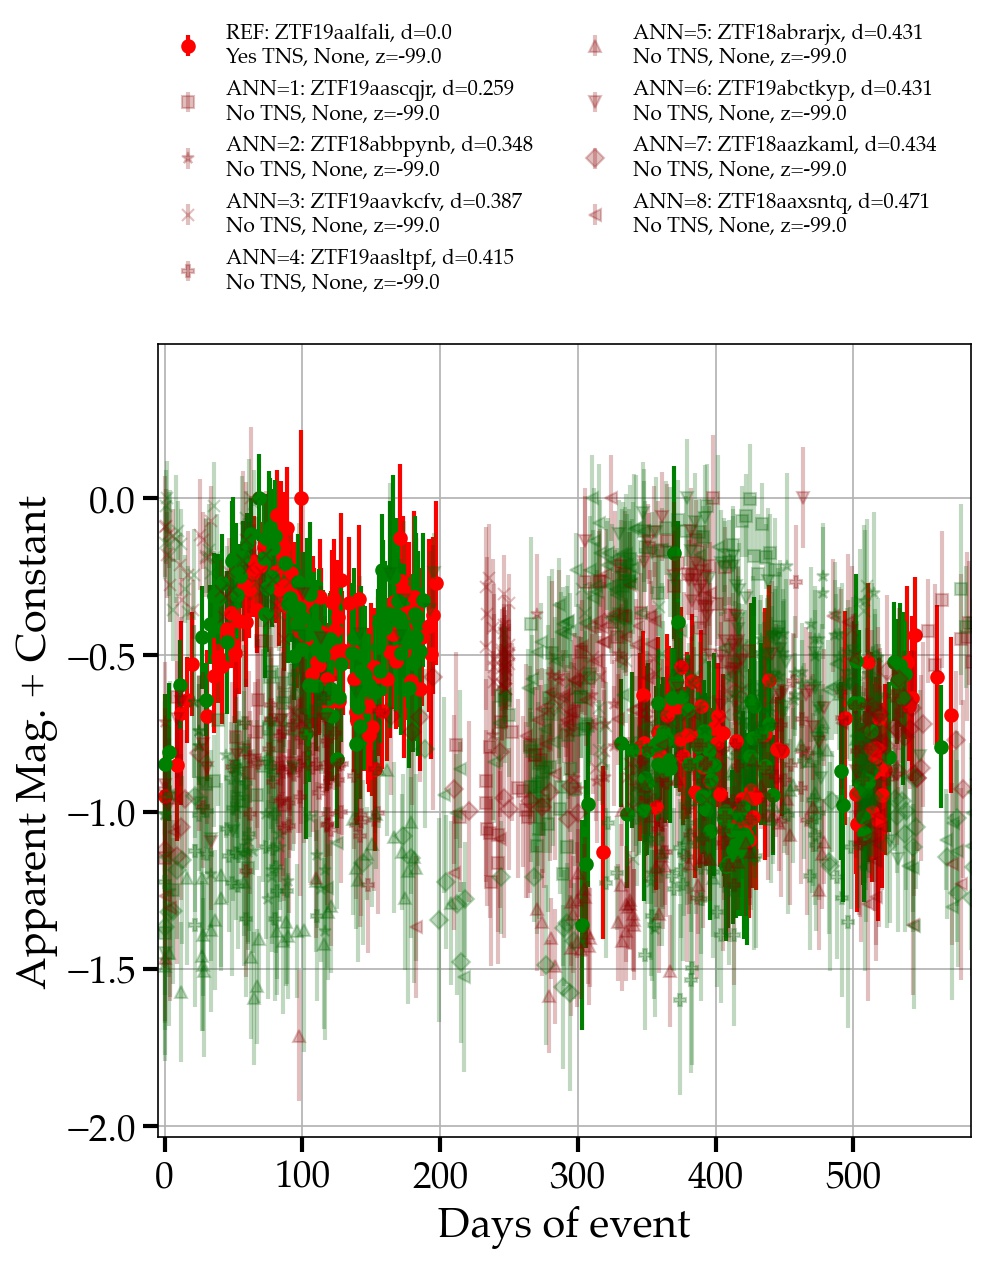 REF: ZTF19aalfali, d=0.0
Yes TNS, None, z=-99.0
ANN=1: ZTF19aascqjr, d=0.259
No TNS, None, z=-99.0
ANN=2: ZTF18abbpynb, d=0.348
No TNS, None, z=-99.0
ANN=3: ZTF19aavkcfv, d=0.387
No TNS, None, z=-99.0
ANN=4: ZTF19aasltpf, d=0.415
No TNS, None, z=-99.0
ANN=5: ZTF18abrarjx, d=0.431
No TNS, None, z=-99.0
ANN=6: ZTF19abctkyp, d=0.431
No TNS, None, z=-99.0
ANN=7: ZTF18aazkaml, d=0.434
No TNS, None, z=-99.0
ANN=8: ZTF18aaxsntq, d=0.471
No TNS, None, z=-99.0
Apparent Mag. + Constant
0.0
−0.5
−1.0
−1.5
−2.0
0 100 200 300 400 500
Days of event